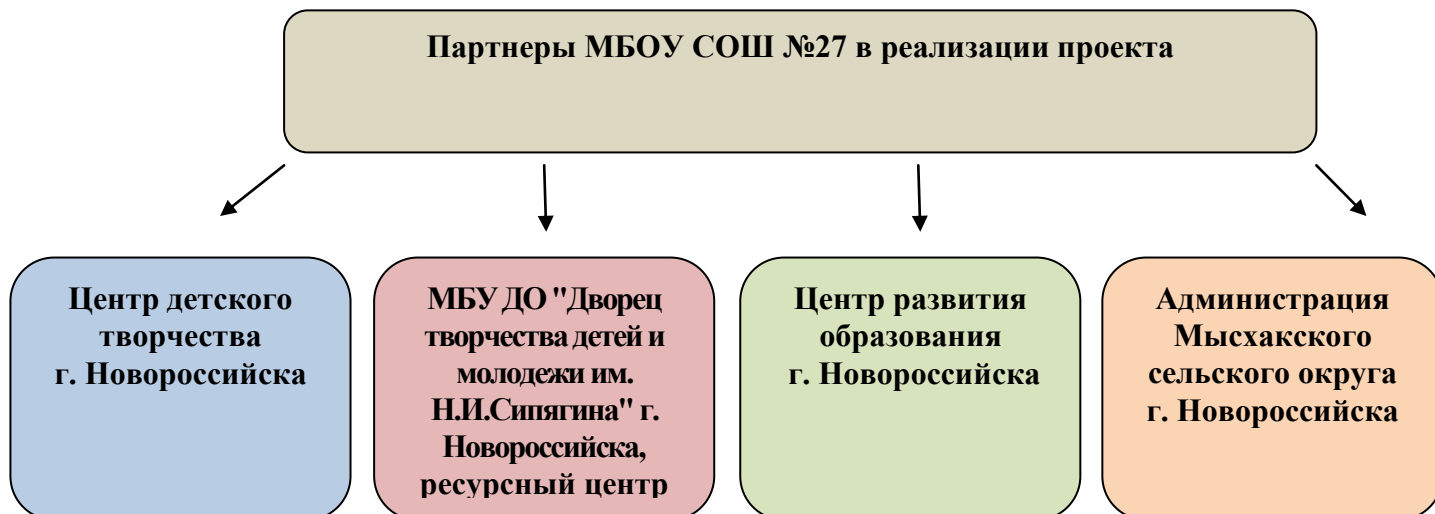 Партнеры МБОУ СОШ №27 в реализации проекта
Центр детского
творчества
г. Новороссийска
МБУ ДО "Дворец
творчества детей и
молодежи им.
Н.И.Сипягина" г.
Новороссийска,
ресурсный центр
Центр развития
образования
г. Новороссийска
Администрация
Мысхакского
сельского округа
г. Новороссийска